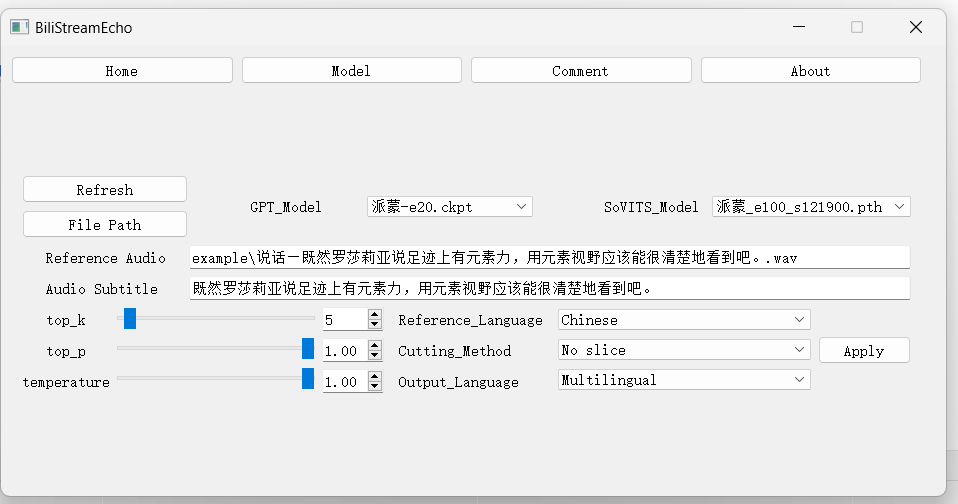 BiliStreamEcho
Home Model Comment About
Refresh
GPT_Model 派蒙-e20.ckpt SoVITS_Model 派蒙_e100_s121900.pth
File Path
Reference Audio example\说话—既然罗莎莉亚说足迹上有元素力，用元素视野应该能很清楚地看到吧。.wav
Audio Subtitle 既然罗莎莉亚说足迹上有元素力，用元素视野应该能很清楚地看到吧。
top_k 5 Reference_Language Chinese
top_p 1.00 Cutting_Method No slice Apply
temperature 1.00 Output_Language Multilingual